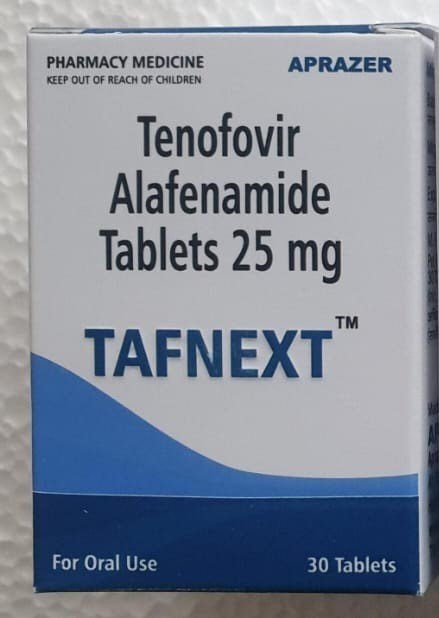 PHARMACY MEDICINE
KEEP OUT OF REACH OF CHILDREN
APRAZER
Tenofovir
Alafenamide
Tablets 25 mg
TAFNEXT™
For Oral Use
30 Tablets